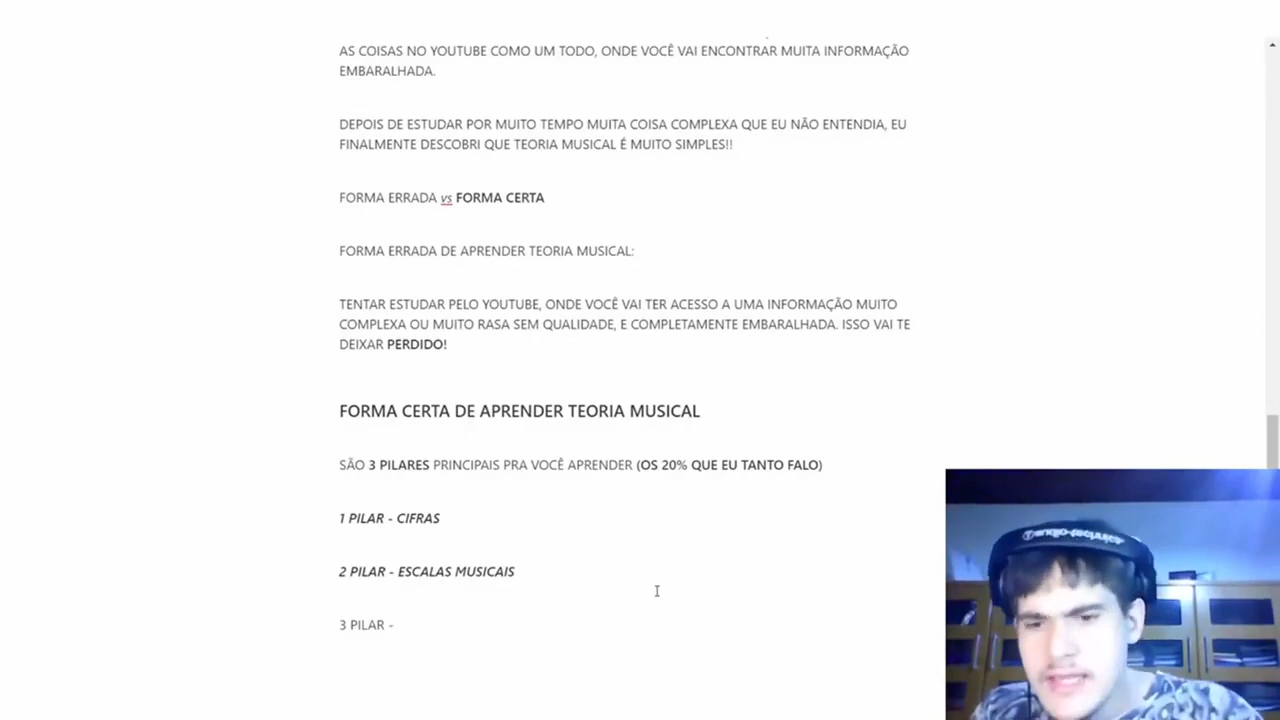 AS COISAS NO YOUTUBE COMO UM TODO, ONDE VOCÊ VAI ENCONTRAR MUITA INFORMAÇÃO
EMBARALHADA.
DEPOIS DE ESTUDAR POR MUITO TEMPO MUITA COISA COMPLEXA QUE EU NÃO ENTENDIA, EU
FINALMENTE DESCOBRI QUE TEORIA MUSICAL É MUITO SIMPLES!!
FORMA ERRADA vs FORMA CERTA
FORMA ERRADA DE APRENDER TEORIA MUSICAL:
TENTAR ESTUDAR PELO YOUTUBE, ONDE VOCÊ VAI TER ACESSO A UMA INFORMAÇÃO MUITO
COMPLEXA OU MUITO RASA SEM QUALIDADE, E COMPLETAMENTE EMBARALHADA. ISSO VAI TE
DEIXAR PERDIDO!
FORMA CERTA DE APRENDER TEORIA MUSICAL
SÃO 3 PILARES PRINCIPAIS PRA VOCÊ APRENDER (OS 20% QUE EU TANTO FALO)
1 PILAR - CIFRAS
2 PILAR - ESCALAS MUSICAIS
3 PILAR -